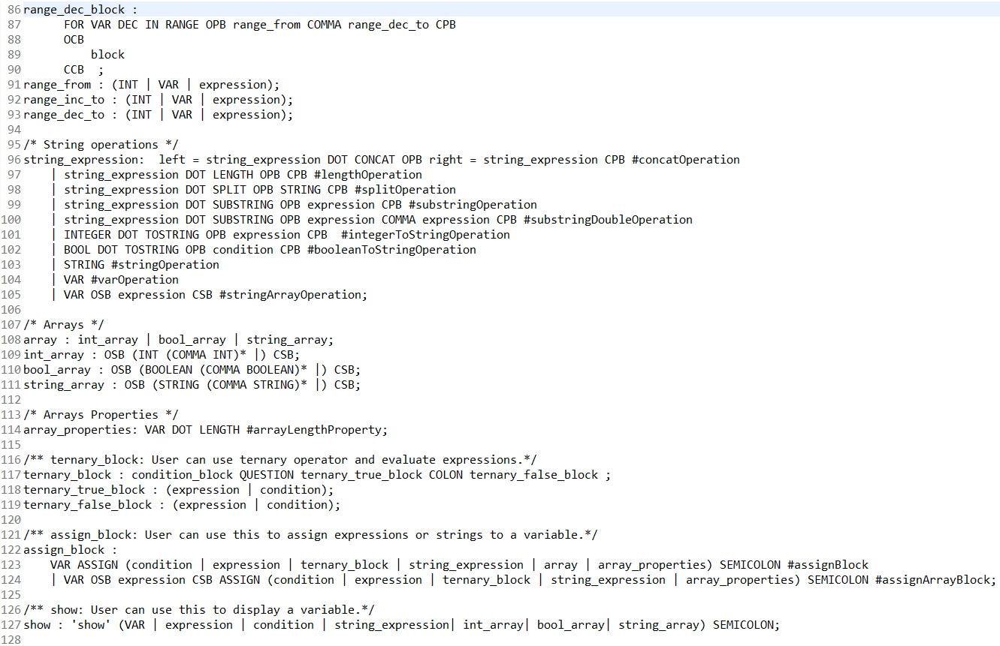 86 range_dec_block :
87       FOR VAR DEC IN RANGE OPB range_from COMMA range_dec_to CPB
88       OCB
89           block
90       CCB  ;
91 range_from : (INT | VAR | expression);
92 range_inc_to : (INT | VAR | expression);
93 range_dec_to : (INT | VAR | expression);
94
95 /* String operations */
96 string_expression:  left = string_expression DOT CONCAT OPB right = string_expression CPB #concatOperation
97     | string_expression DOT LENGTH OPB CPB #lengthOperation
98     | string_expression DOT SPLIT OPB STRING CPB #splitOperation
99     | string_expression DOT SUBSTRING OPB expression CPB #substringOperation
100     | string_expression DOT SUBSTRING OPB expression COMMA expression CPB #substringDoubleOperation
101     | INTEGER DOT TOSTRING OPB expression CPB  #integerToStringOperation
102     | BOOL DOT TOSTRING OPB condition CPB #booleanToStringOperation
103     | STRING #stringOperation
104     | VAR #varOperation
105     | VAR OSB expression CSB #stringArrayOperation;
106
107 /* Arrays */
108 array : int_array | bool_array | string_array;
109 int_array : OSB (INT (COMMA INT)* |) CSB;
110 bool_array : OSB (BOOLEAN (COMMA BOOLEAN)* |) CSB;
111 string_array : OSB (STRING (COMMA STRING)* |) CSB;
112
113 /* Arrays Properties */
114 array_properties: VAR DOT LENGTH #arrayLengthProperty;
115
116 /** ternary_block: User can use ternary operator and evaluate expressions.*/
117 ternary_block : condition_block QUESTION ternary_true_block COLON ternary_false_block ;
118 ternary_true_block : (expression | condition);
119 ternary_false_block : (expression | condition);
120
121 /** assign_block: User can use this to assign expressions or strings to a variable.*/
122 assign_block :
123     VAR ASSIGN (condition | expression | ternary_block | string_expression | array | array_properties) SEMICOLON #assignBlock
124     | VAR OSB expression CSB ASSIGN (condition | expression | ternary_block | string_expression | array_properties) SEMICOLON #assignArrayBlock;
125
126 /** show: User can use this to display a variable.*/
127 show : 'show' (VAR | expression | condition | string_expression| int_array| bool_array| string_array) SEMICOLON;
128